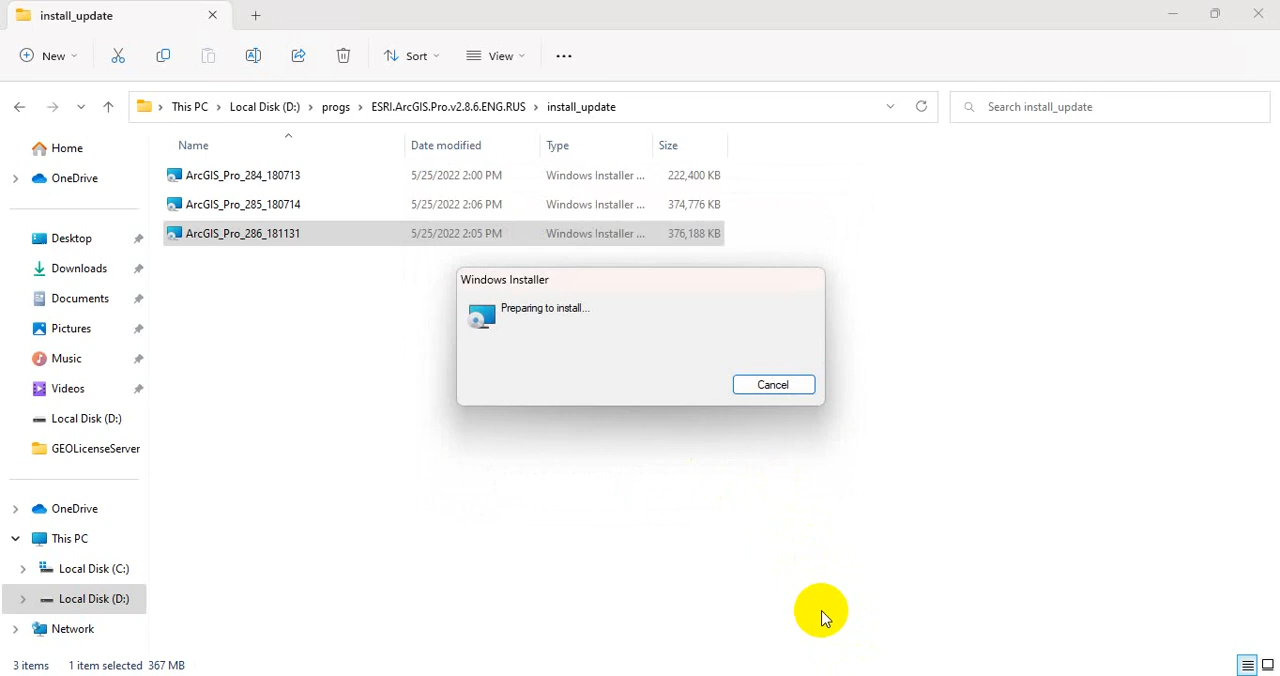 install_update
New
Sort
View
This PC > Local Disk (D:) > progs > ESRI.ArcGIS.Pro.v2.8.6.ENG.RUS > install_update
Search install_update
Name Date modified Type Size
ArcGIS_Pro_284_180713 5/25/2022 2:00 PM Windows Installer ... 222,400 KB
ArcGIS_Pro_285_180714 5/25/2022 2:06 PM Windows Installer ... 374,776 KB
ArcGIS_Pro_286_181131 5/25/2022 2:05 PM Windows Installer ... 376,188 KB
Home
OneDrive
Desktop
Downloads
Documents
Pictures
Music
Videos
Local Disk (D:)
GEOLicenseServer
OneDrive
This PC
Local Disk (C:)
Local Disk (D:)
Network
Windows Installer
Preparing to install...
Cancel
3 items 1 item selected 367 MB